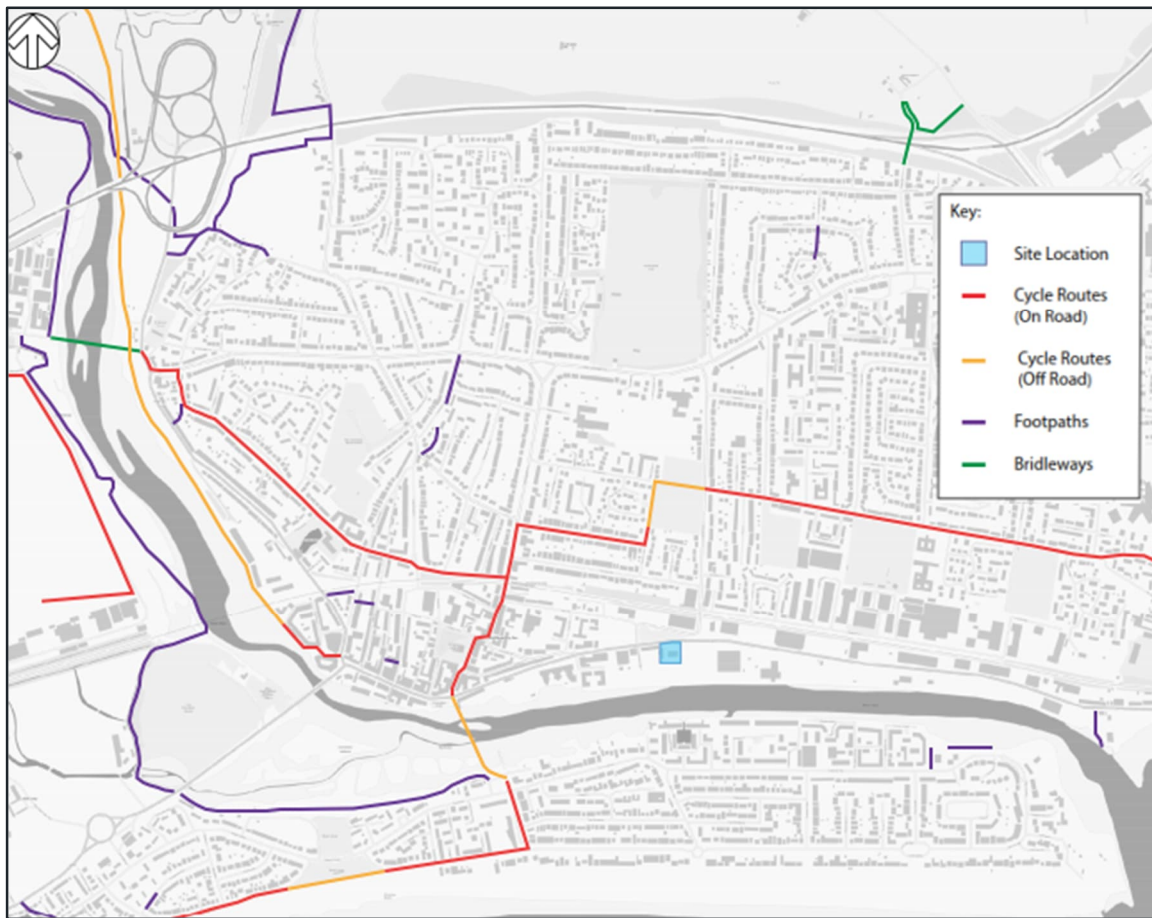 Key:
Site Location
Cycle Routes
(On Road)
Cycle Routes
(Off Road)
Footpaths
Bridleways